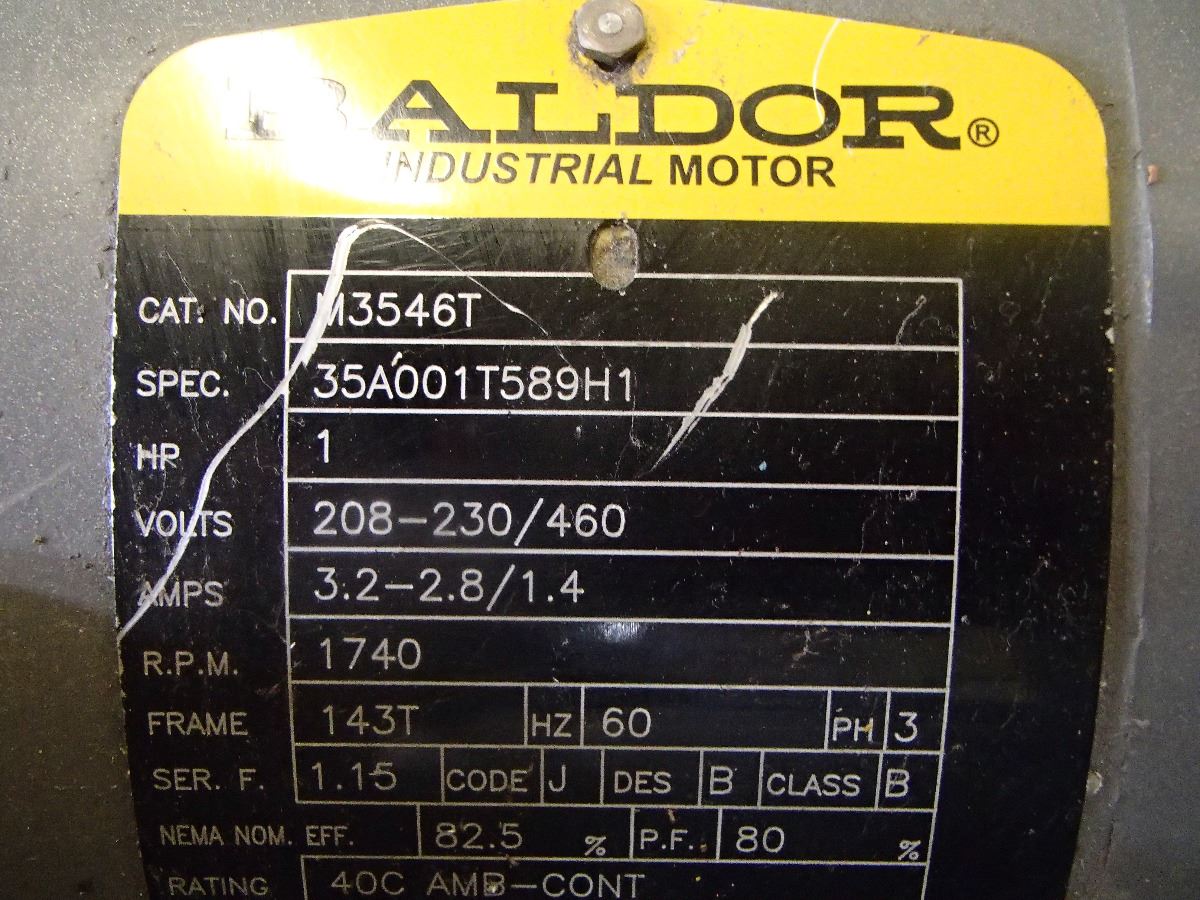 BALDOR®
INDUSTRIAL MOTOR
CAT. NO. M3546T
SPEC. 35A001T589H1
HP 1
VOLTS 208-230/460
AMPS 3.2-2.8/1.4
R.P.M. 1740
FRAME 143T HZ 60 PH 3
SER. F. 1.15 CODE J DES B CLASS B
NEMA NOM. EFF. 82.5 % P.F. 80 %
RATING 40C AMB-CONT